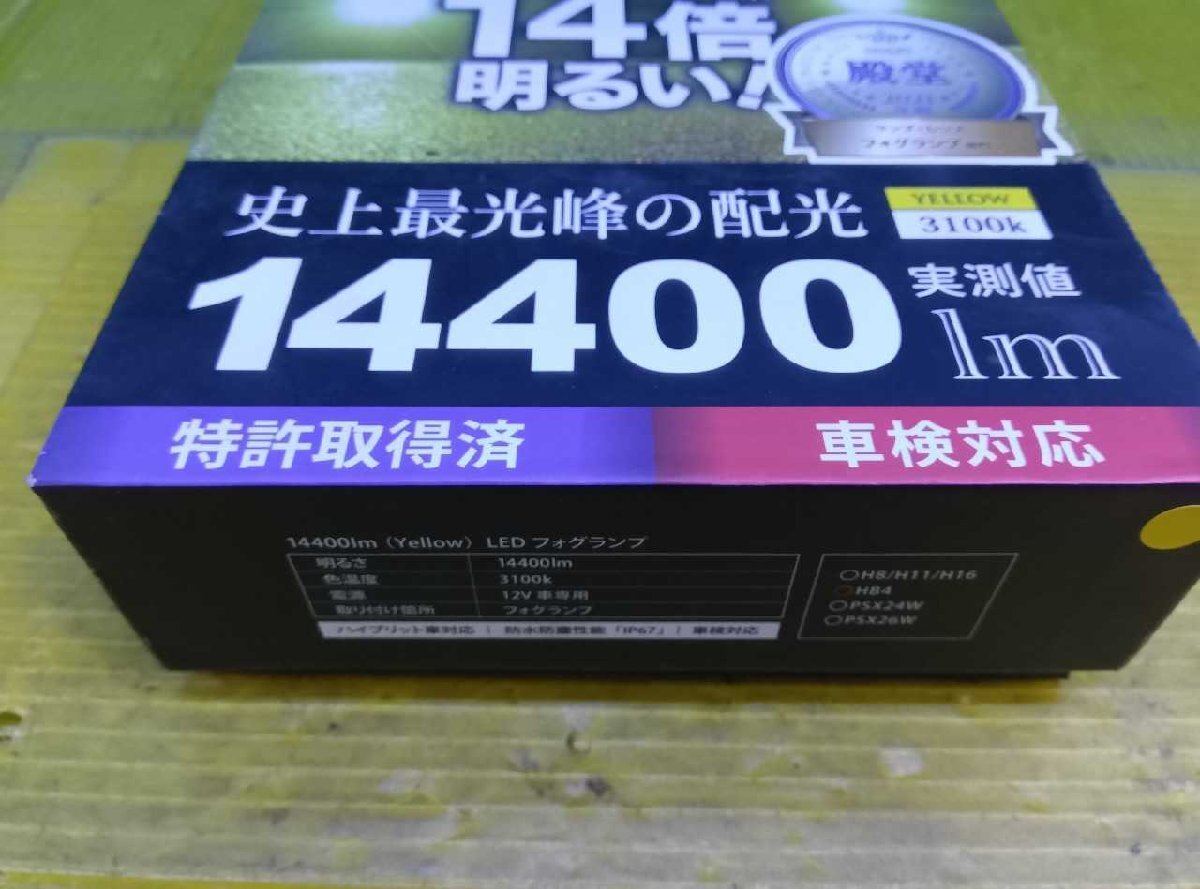 14倍
明るい!
殿堂
フォグランプ
史上最光峰の配光
YELLOW
3100k
14400
実測値
lm
特許取得済
車検対応
14400lm（Yellow） LED フォグランプ
明るさ 14400lm
色温度 3100k
電源 12V 車専用
取り付け箇所 フォグランプ
ハイブリット車対応 | 防水防塵性能「IP67」 | 車検対応
H8/H11/H16
HB4
PSX24W
PSX26W